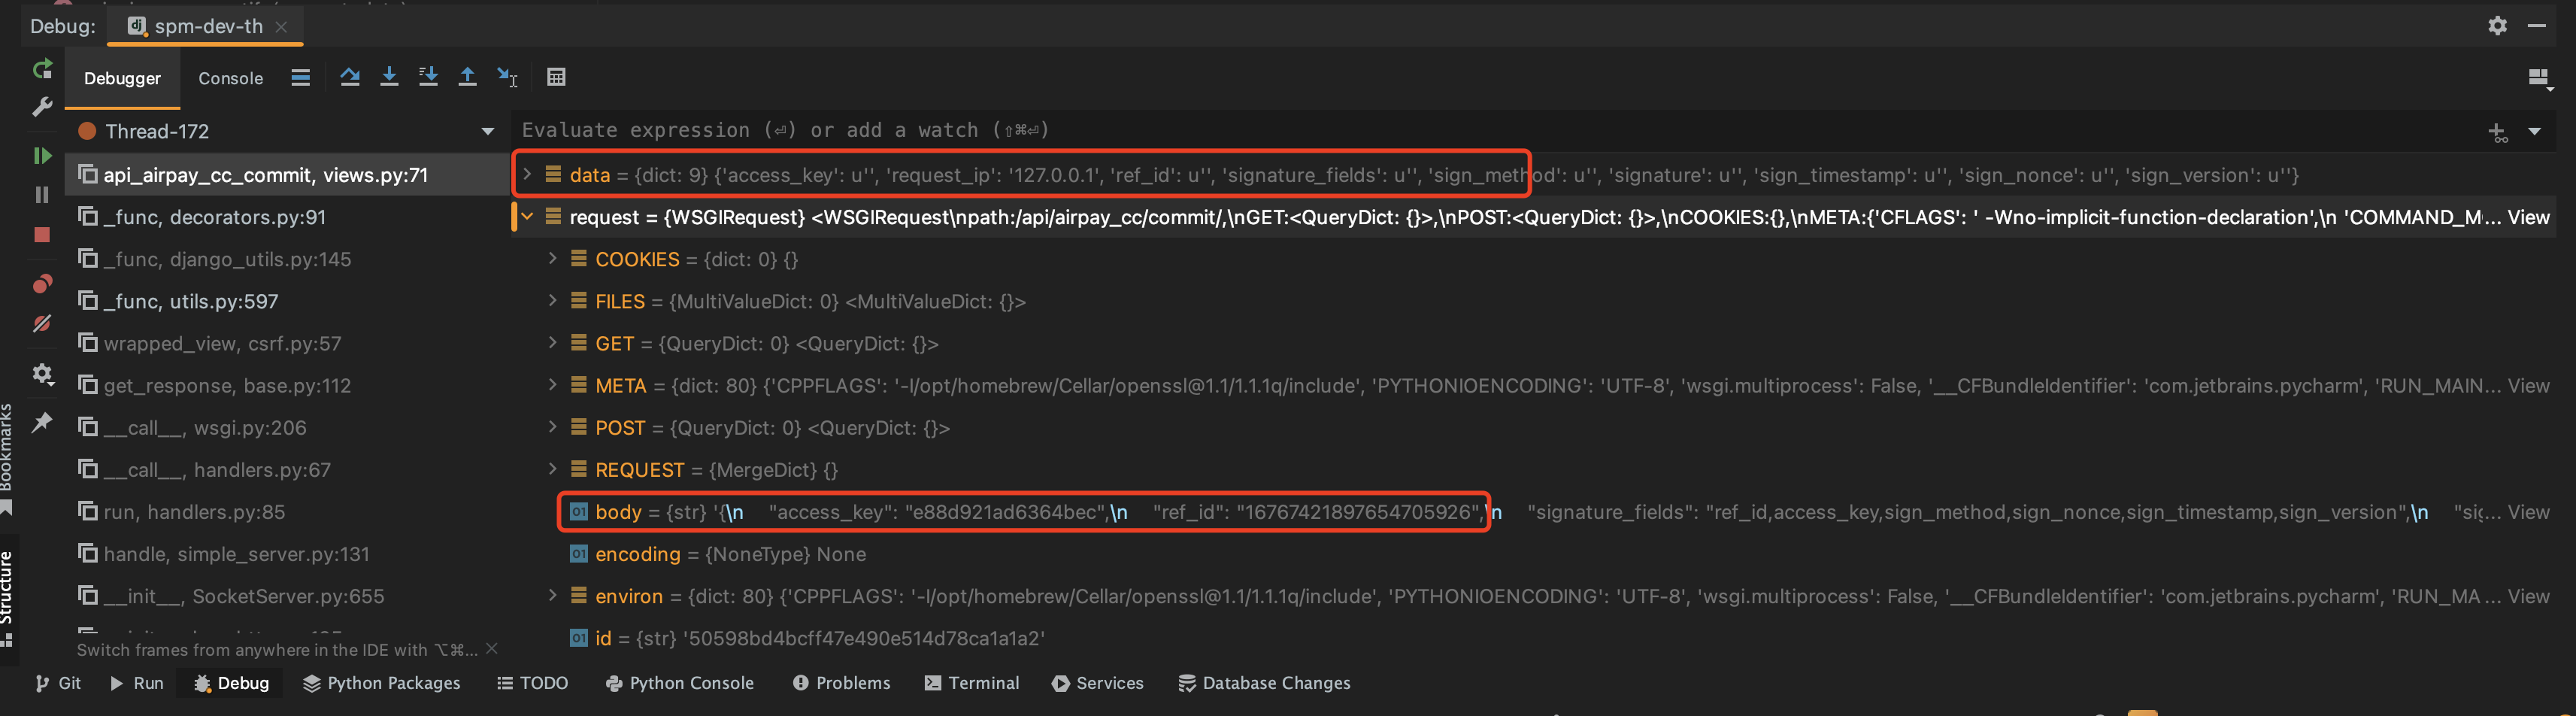 Debug: spm-dev-th
Debugger Console
Thread-172
Evaluate expression (⏎) or add a watch (⇧⌘⏎)
api_airpay_cc_commit, views.py:71
data = {dict: 9} {'access_key': u'', 'request_ip': '127.0.0.1', 'ref_id': u'', 'signature_fields': u'', 'sign_method': u'', 'signature': u'', 'sign_timestamp': u'', 'sign_nonce': u'', 'sign_version': u''}
_func, decorators.py:91
request = {WSGIRequest} <WSGIRequest\npath:/api/airpay_cc/commit/,\nGET:<QueryDict: {}>,\nPOST:<QueryDict: {}>,\nCOOKIES:{},\nMETA:{'CFLAGS': ' -Wno-implicit-function-declaration',\n 'COMMAND_M... View
_func, django_utils.py:145
COOKIES = {dict: 0} {}
_func, utils.py:597
FILES = {MultiValueDict: 0} <MultiValueDict: {}>
wrapped_view, csrf.py:57
GET = {QueryDict: 0} <QueryDict: {}>
get_response, base.py:112
META = {dict: 80} {'CPPFLAGS': '-I/opt/homebrew/Cellar/openssl@1.1/1.1.1q/include', 'PYTHONIOENCODING': 'UTF-8', 'wsgi.multiprocess': False, '__CFBundleIdentifier': 'com.jetbrains.pycharm', 'RUN_MAIN... View
__call__, wsgi.py:206
POST = {QueryDict: 0} <QueryDict: {}>
__call__, handlers.py:67
REQUEST = {MergeDict} {}
run, handlers.py:85
body = {str} '{\n    "access_key": "e88d921ad6364bec",\n    "ref_id": "16767421897654705926",\n    "signature_fields": "ref_id,access_key,sign_method,sign_nonce,sign_timestamp,sign_version",\n    "sig... View
handle, simple_server.py:131
encoding = {NoneType} None
__init__, SocketServer.py:655
environ = {dict: 80} {'CPPFLAGS': '-I/opt/homebrew/Cellar/openssl@1.1/1.1.1q/include', 'PYTHONIOENCODING': 'UTF-8', 'wsgi.multiprocess': False, '__CFBundleIdentifier': 'com.jetbrains.pycharm', 'RUN_MA... View
id = {str} '50598bd4bcff47e490e514d78ca1a1a2'
Switch frames from anywhere in the IDE with ⌥⌘...
Bookmarks
Structure
Git Run Debug Python Packages TODO Python Console Problems Terminal Services Database Changes